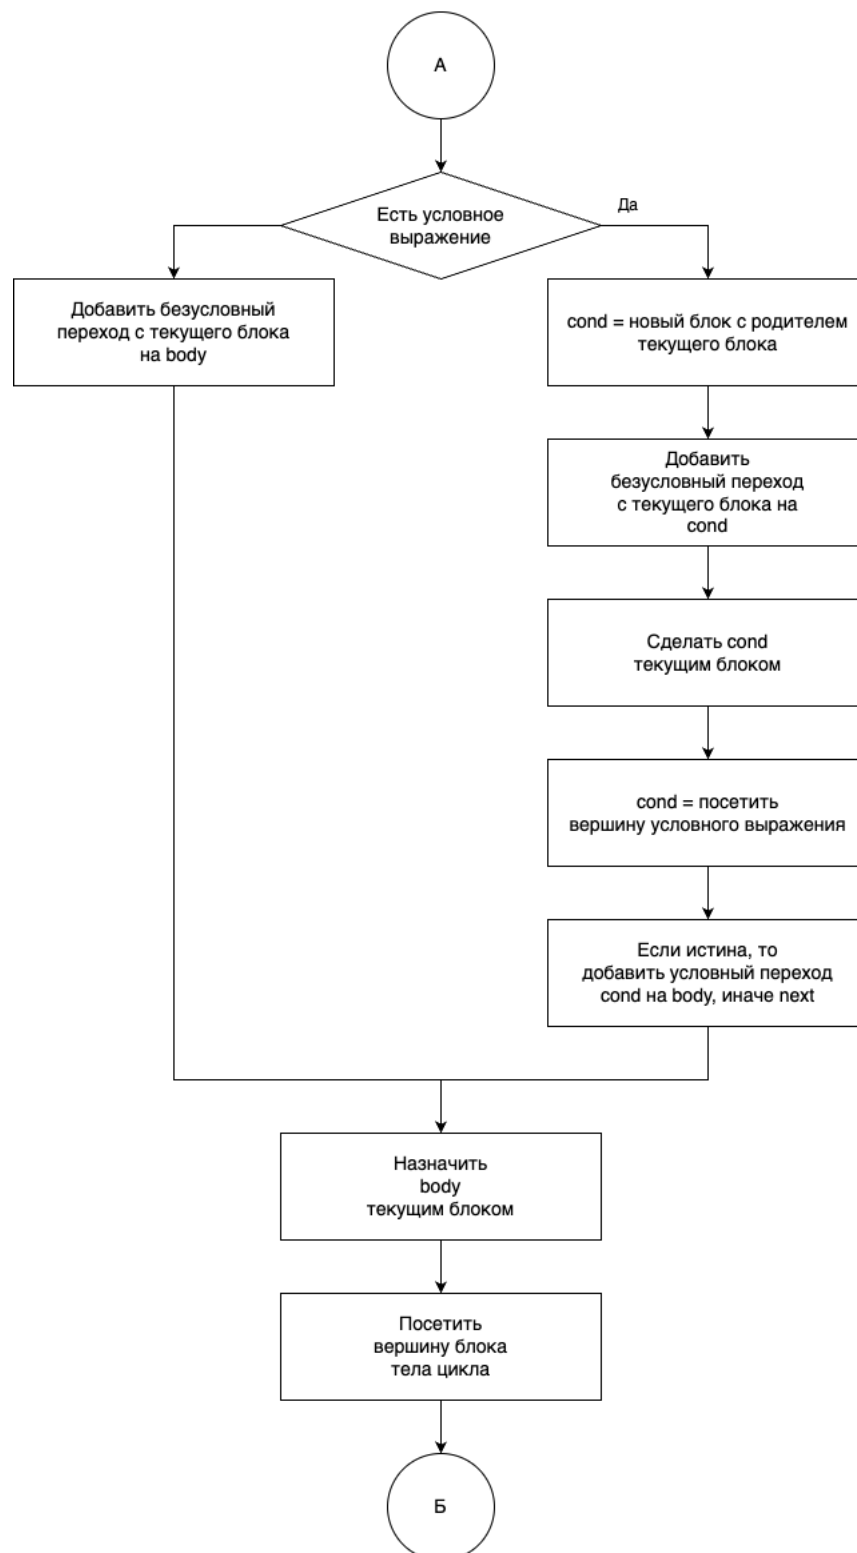 А
Есть условное
выражение
Да
Добавить безусловный
переход с текущего блока
на body
cond = новый блок с родителем
текущего блока
Добавить
безусловный переход
с текущего блока на
cond
Сделать cond
текущим блоком
cond = посетить
вершину условного выражения
Если истина, то
добавить условный переход
cond на body, иначе next
Назначить
body
текущим блоком
Посетить
вершину блока
тела цикла
Б